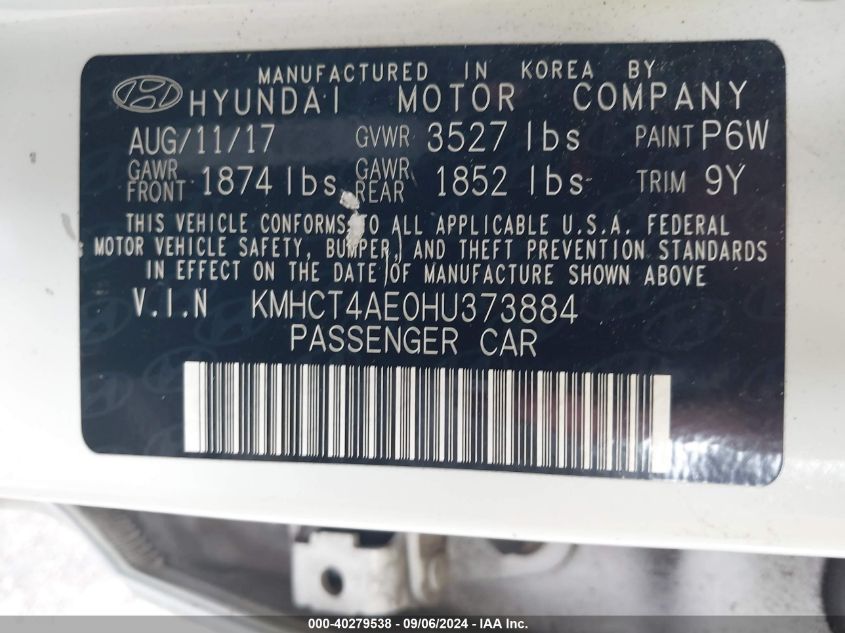 MANUFACTURED IN KOREA BY
HYUNDAI MOTOR COMPANY
AUG/11/17 GVWR 3527 lbs PAINT P6W
GAWR FRONT 1874 lbs GAWR REAR 1852 lbs TRIM 9Y
THIS VEHICLE CONFORMS TO ALL APPLICABLE U.S.A. FEDERAL
MOTOR VEHICLE SAFETY, BUMPER, AND THEFT PREVENTION STANDARDS
IN EFFECT ON THE DATE OF MANUFACTURE SHOWN ABOVE
V.I.N KMHCT4AE0HU373884
PASSENGER CAR
000-40279538 - 09/06/2024 - IAA Inc.